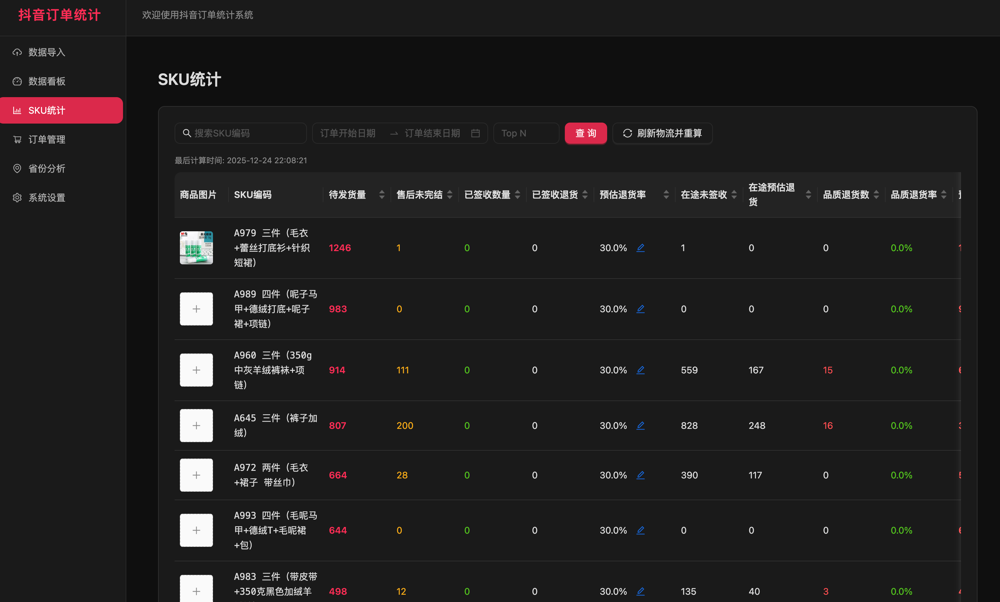 抖音订单统计
欢迎使用抖音订单统计系统
数据导入
数据看板
SKU统计
订单管理
省份分析
系统设置
SKU统计
搜索SKU编码
订单开始日期
订单结束日期
Top N
查 询
刷新物流并重算
最后计算时间: 2025-12-24 22:08:21
商品图片 SKU编码 待发货量 售后未完结 已签收数量 已签收退货 预估退货率 在途未签收 在途预估退
货 品质退货数 品质退货率
M&G
A979 三件（毛衣
+蕾丝打底衫+针织
短裙）
1246 1 0 0 30.0% 1 0 0 0.0%
A989 四件（呢子马
甲+德绒打底+呢子
裙+项链）
983 0 0 0 30.0% 0 0 0 0.0%
A960 三件（350g
中灰羊绒裤袜+项
链）
914 111 0 0 30.0% 559 167 15 0.0%
A645 三件（裤子加
绒）
807 200 0 0 30.0% 828 248 16 0.0%
A972 两件（毛衣
+裙子 带丝巾）
664 28 0 0 30.0% 390 117 0 0.0%
A993 四件（毛呢马
甲+德绒T+毛呢裙
+包）
644 0 0 0 30.0% 0 0 0 0.0%
A983 三件（带皮带
+350克黑色加绒羊
498 12 0 0 30.0% 135 40 3 0.0%